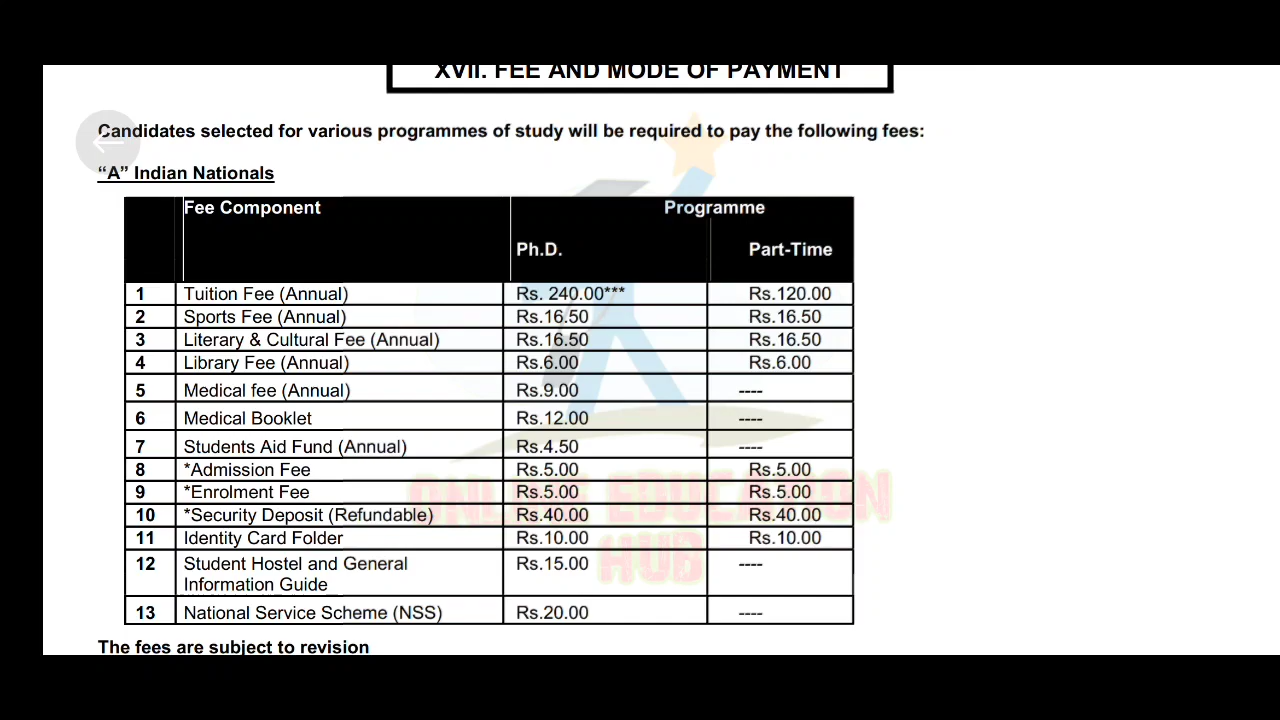 XVII. FEE AND MODE OF PAYMENT
Candidates selected for various programmes of study will be required to pay the following fees:
“A” Indian Nationals
Fee Component Programme
Ph.D. Part-Time
1 Tuition Fee (Annual) Rs. 240.00*** Rs.120.00
2 Sports Fee (Annual) Rs.16.50 Rs.16.50
3 Literary & Cultural Fee (Annual) Rs.16.50 Rs.16.50
4 Library Fee (Annual) Rs.6.00 Rs.6.00
5 Medical fee (Annual) Rs.9.00 ----
6 Medical Booklet Rs.12.00 ----
7 Students Aid Fund (Annual) Rs.4.50 ----
8 *Admission Fee Rs.5.00 Rs.5.00
9 *Enrolment Fee Rs.5.00 Rs.5.00
10 *Security Deposit (Refundable) Rs.40.00 Rs.40.00
11 Identity Card Folder Rs.10.00 Rs.10.00
12 Student Hostel and General Rs.15.00 ----
Information Guide
13 National Service Scheme (NSS) Rs.20.00 ----
The fees are subject to revision
ONLINE EDUCATION
HUB